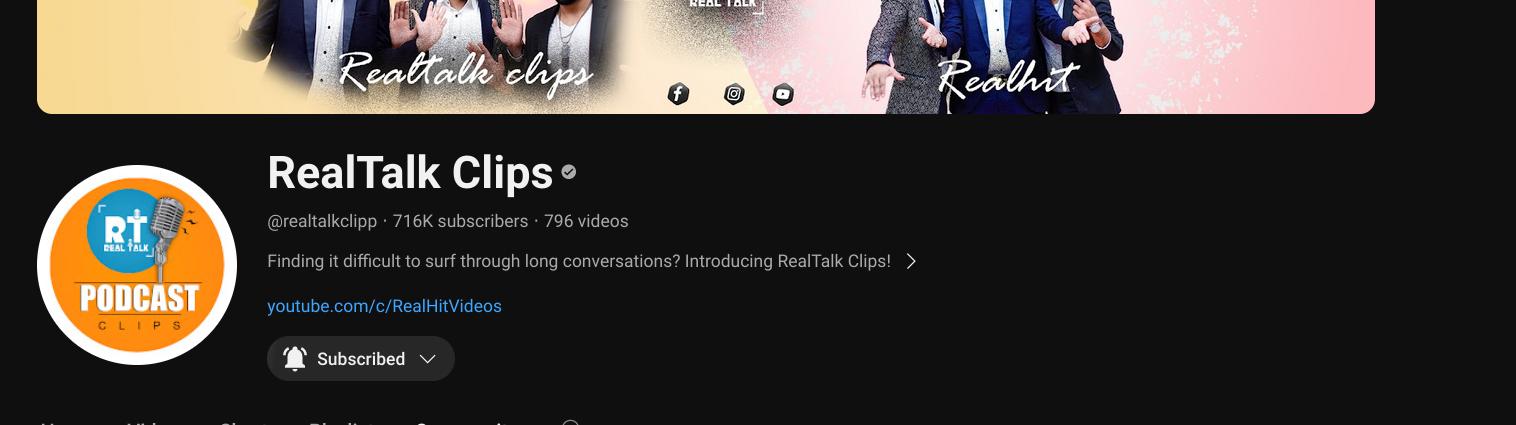 REAL TALK
Realtalk clips
Realhit
RealTalk Clips
@realtalkclipp · 716K subscribers · 796 videos
Finding it difficult to surf through long conversations? Introducing RealTalk Clips!
youtube.com/c/RealHitVideos
Subscribed
RT
REAL TALK
PODCAST
CLIPS